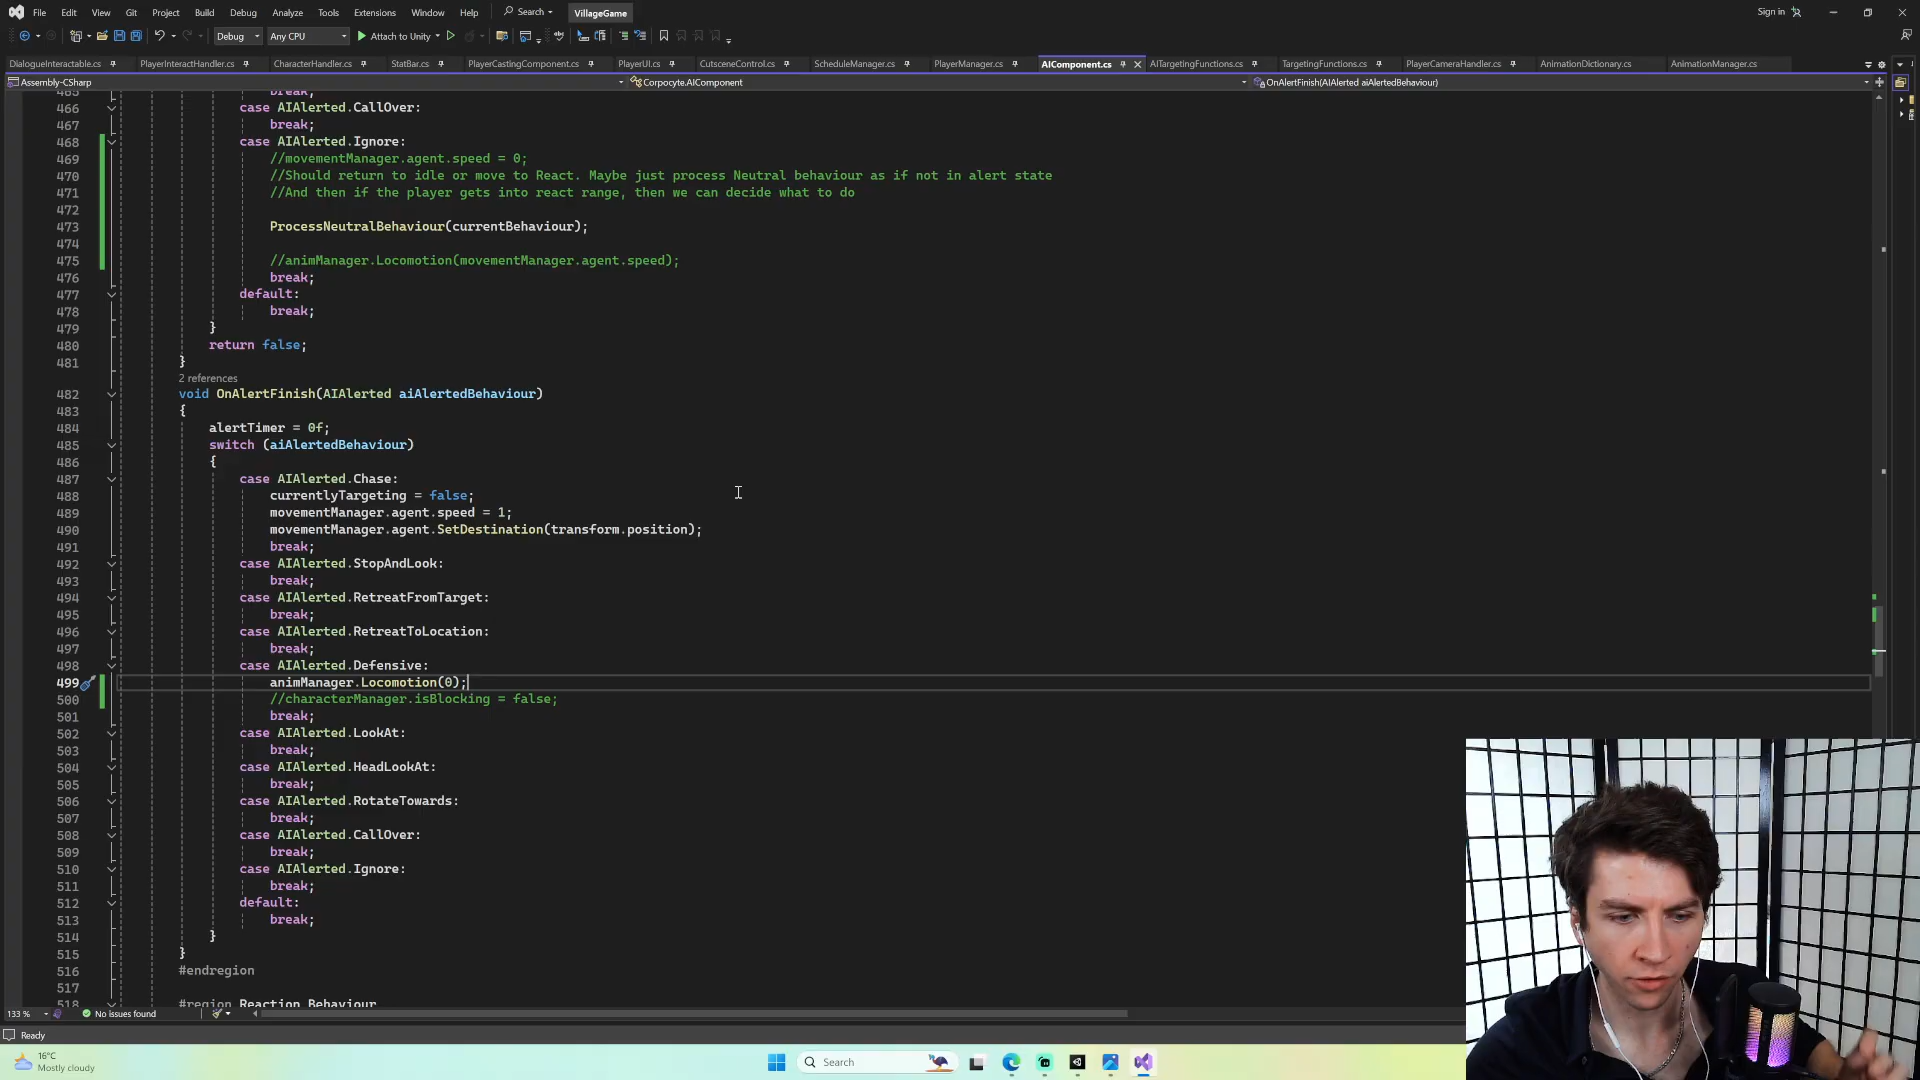 File Edit View Git Project Build Debug Analyze Tools Extensions Window Help Search VillageGame Sign in
Debug Any CPU Attach to Unity
DialogueInteractable.cs PlayerInteractHandler.cs CharacterHandler.cs StatBar.cs PlayerCastingComponent.cs PlayerUI.cs CutsceneControl.cs ScheduleManager.cs PlayerManager.cs AIComponent.cs AITargetingFunctions.cs TargetingFunctions.cs PlayerCameraHandler.cs AnimationDictionary.cs AnimationManager.cs
Assembly-CSharp Corpocyte.AIComponent OnAlertFinish(AIAlerted aiAlertedBehaviour)
465 break;
466 case AIAlerted.CallOver:
467 break;
468 case AIAlerted.Ignore:
469 //movementManager.agent.speed = 0;
470 //Should return to idle or move to React. Maybe just process Neutral behaviour as if not in alert state
471 //And then if the player gets into react range, then we can decide what to do
472
473 ProcessNeutralBehaviour(currentBehaviour);
474
475 //animManager.Locomotion(movementManager.agent.speed);
476 break;
477 default:
478 break;
479 }
480 return false;
481 }
2 references
482 void OnAlertFinish(AIAlerted aiAlertedBehaviour)
483 {
484 alertTimer = 0f;
485 switch (aiAlertedBehaviour)
486 {
487 case AIAlerted.Chase:
488 currentlyTargeting = false;
489 movementManager.agent.speed = 1;
490 movementManager.agent.SetDestination(transform.position);
491 break;
492 case AIAlerted.StopAndLook:
493 break;
494 case AIAlerted.RetreatFromTarget:
495 break;
496 case AIAlerted.RetreatToLocation:
497 break;
498 case AIAlerted.Defensive:
499 animManager.Locomotion(0);
500 //characterManager.isBlocking = false;
501 break;
502 case AIAlerted.LookAt:
503 break;
504 case AIAlerted.HeadLookAt:
505 break;
506 case AIAlerted.RotateTowards:
507 break;
508 case AIAlerted.CallOver:
509 break;
510 case AIAlerted.Ignore:
511 break;
512 default:
513 break;
514 }
515 }
516 #endregion
517
518 #region Reaction Behaviour
133 % No issues found
Ready
16°C
Mostly cloudy
Search